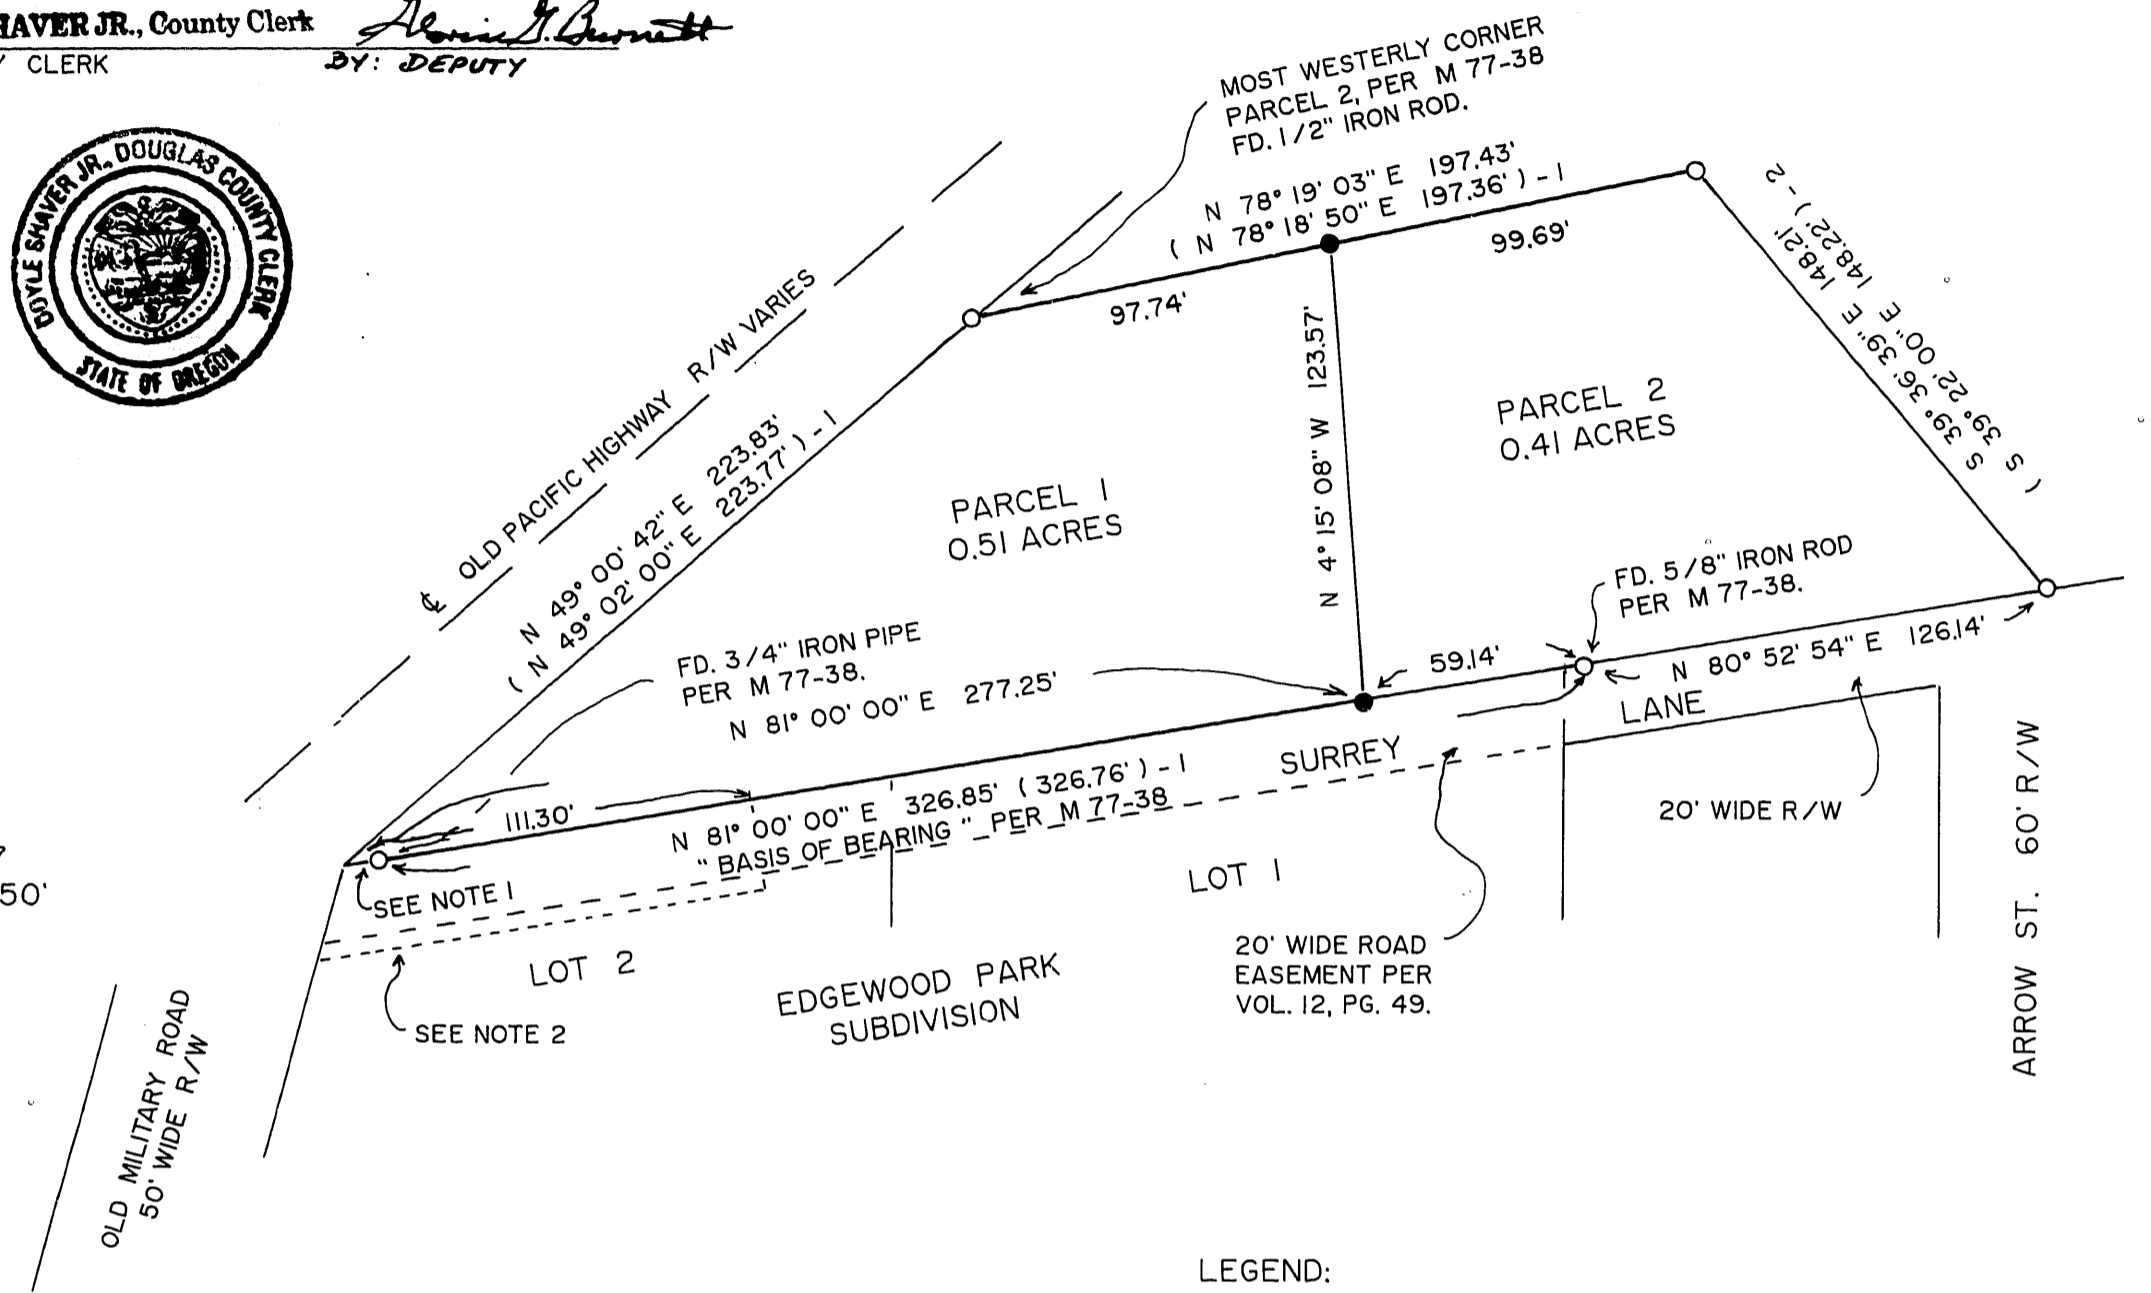 HAVER JR., County Clerk
CLERK
BY: DEPUTY
DOYLE SHAVER JR., DOUGLAS COUNTY CLERK
STATE OF OREGON
MOST WESTERLY CORNER
PARCEL 2, PER M 77-38
FD. 1/2" IRON ROD.
N 78° 19' 03" E 197.43'
( N 78° 18' 50" E 197.36' ) - 1
97.74'
99.69'
S 39° 36' 39" E 148.21'
( S 39° 22' 00" E 148.22' ) - 2
℄ OLD PACIFIC HIGHWAY R/W VARIES
N 49° 00' 42" E 223.83'
( N 49° 02' 00" E 223.77' ) - 1
PARCEL 1
0.51 ACRES
N 4° 15' 08" W 123.57'
PARCEL 2
0.41 ACRES
FD. 5/8" IRON ROD
PER M 77-38.
FD. 3/4" IRON PIPE
PER M 77-38.
N 81° 00' 00" E 277.25'
59.14'
N 80° 52' 54" E 126.14'
SURREY LANE
111.30'
N 81° 00' 00" E 326.85' ( 326.76' ) - 1
" BASIS OF BEARING " PER M 77-38
20' WIDE R/W
ARROW ST. 60' R/W
50'
SEE NOTE 1
LOT 1
LOT 2
SEE NOTE 2
EDGEWOOD PARK
SUBDIVISION
20' WIDE ROAD
EASEMENT PER
VOL. 12, PG. 49.
OLD MILITARY ROAD
50' WIDE R/W
LEGEND: